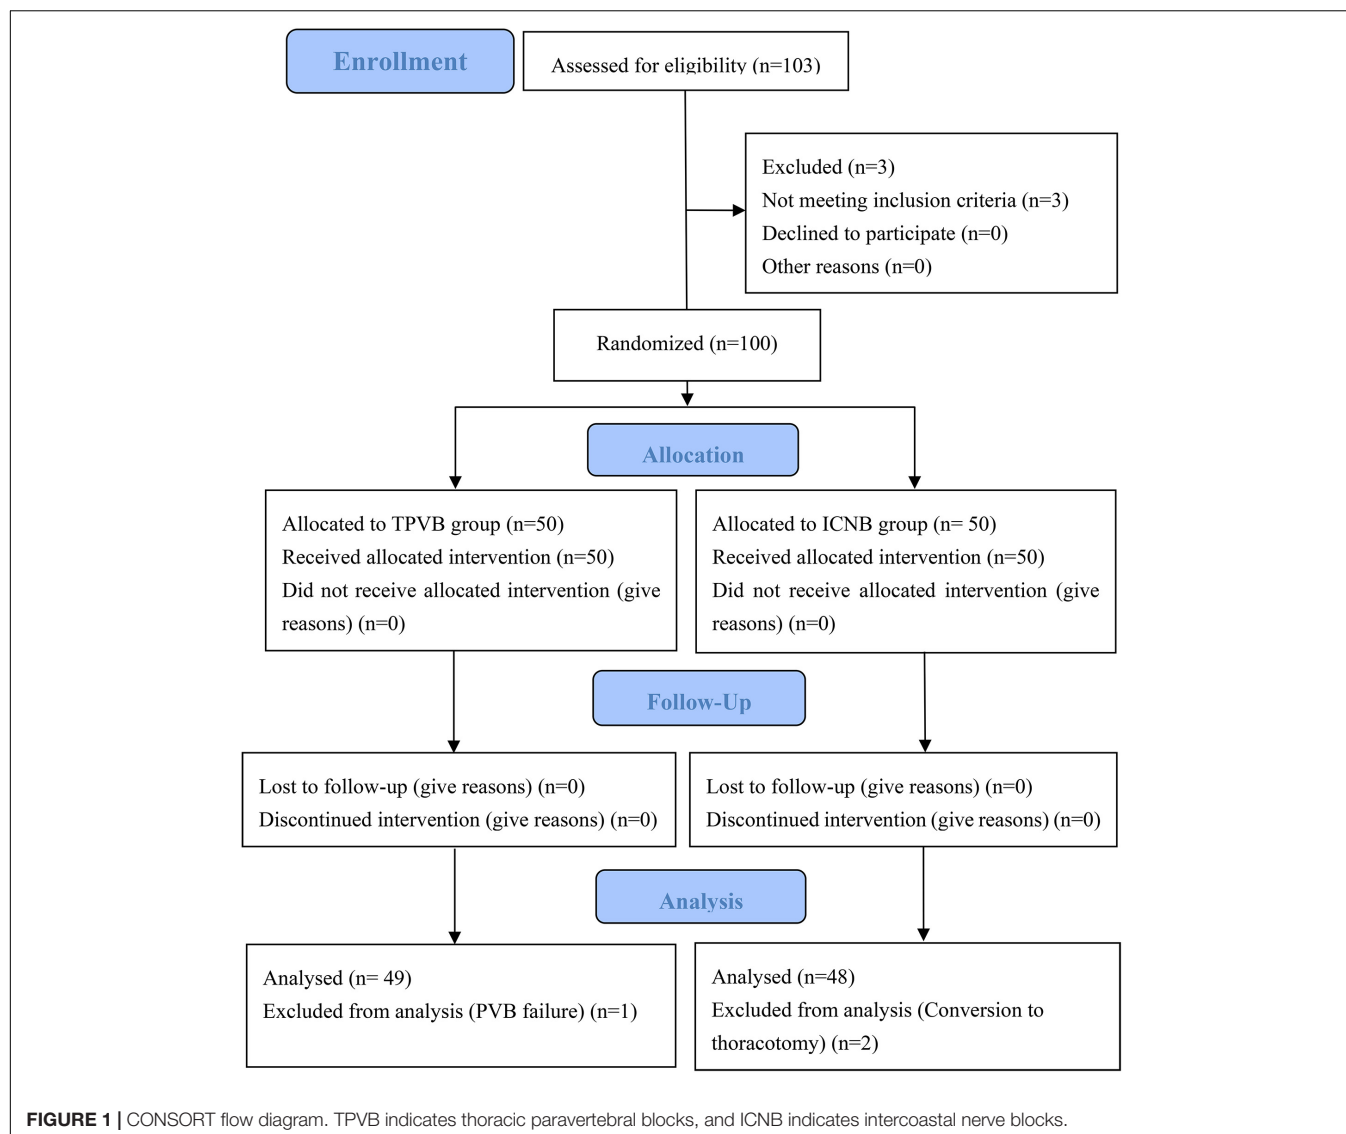 Enrollment
Assessed for eligibility (n=103)
Excluded (n=3)
Not meeting inclusion criteria (n=3)
Declined to participate (n=0)
Other reasons (n=0)
Randomized (n=100)
Allocation
Allocated to TPVB group (n=50)
Received allocated intervention (n=50)
Did not receive allocated intervention (give
reasons) (n=0)
Allocated to ICNB group (n= 50)
Received allocated intervention (n=50)
Did not receive allocated intervention (give
reasons) (n=0)
Follow-Up
Lost to follow-up (give reasons) (n=0)
Discontinued intervention (give reasons) (n=0)
Lost to follow-up (give reasons) (n=0)
Discontinued intervention (give reasons) (n=0)
Analysis
Analysed (n= 49)
Excluded from analysis (PVB failure) (n=1)
Analysed (n=48)
Excluded from analysis (Conversion to
thoracotomy) (n=2)
FIGURE 1 | CONSORT flow diagram. TPVB indicates thoracic paravertebral blocks, and ICNB indicates intercoastal nerve blocks.